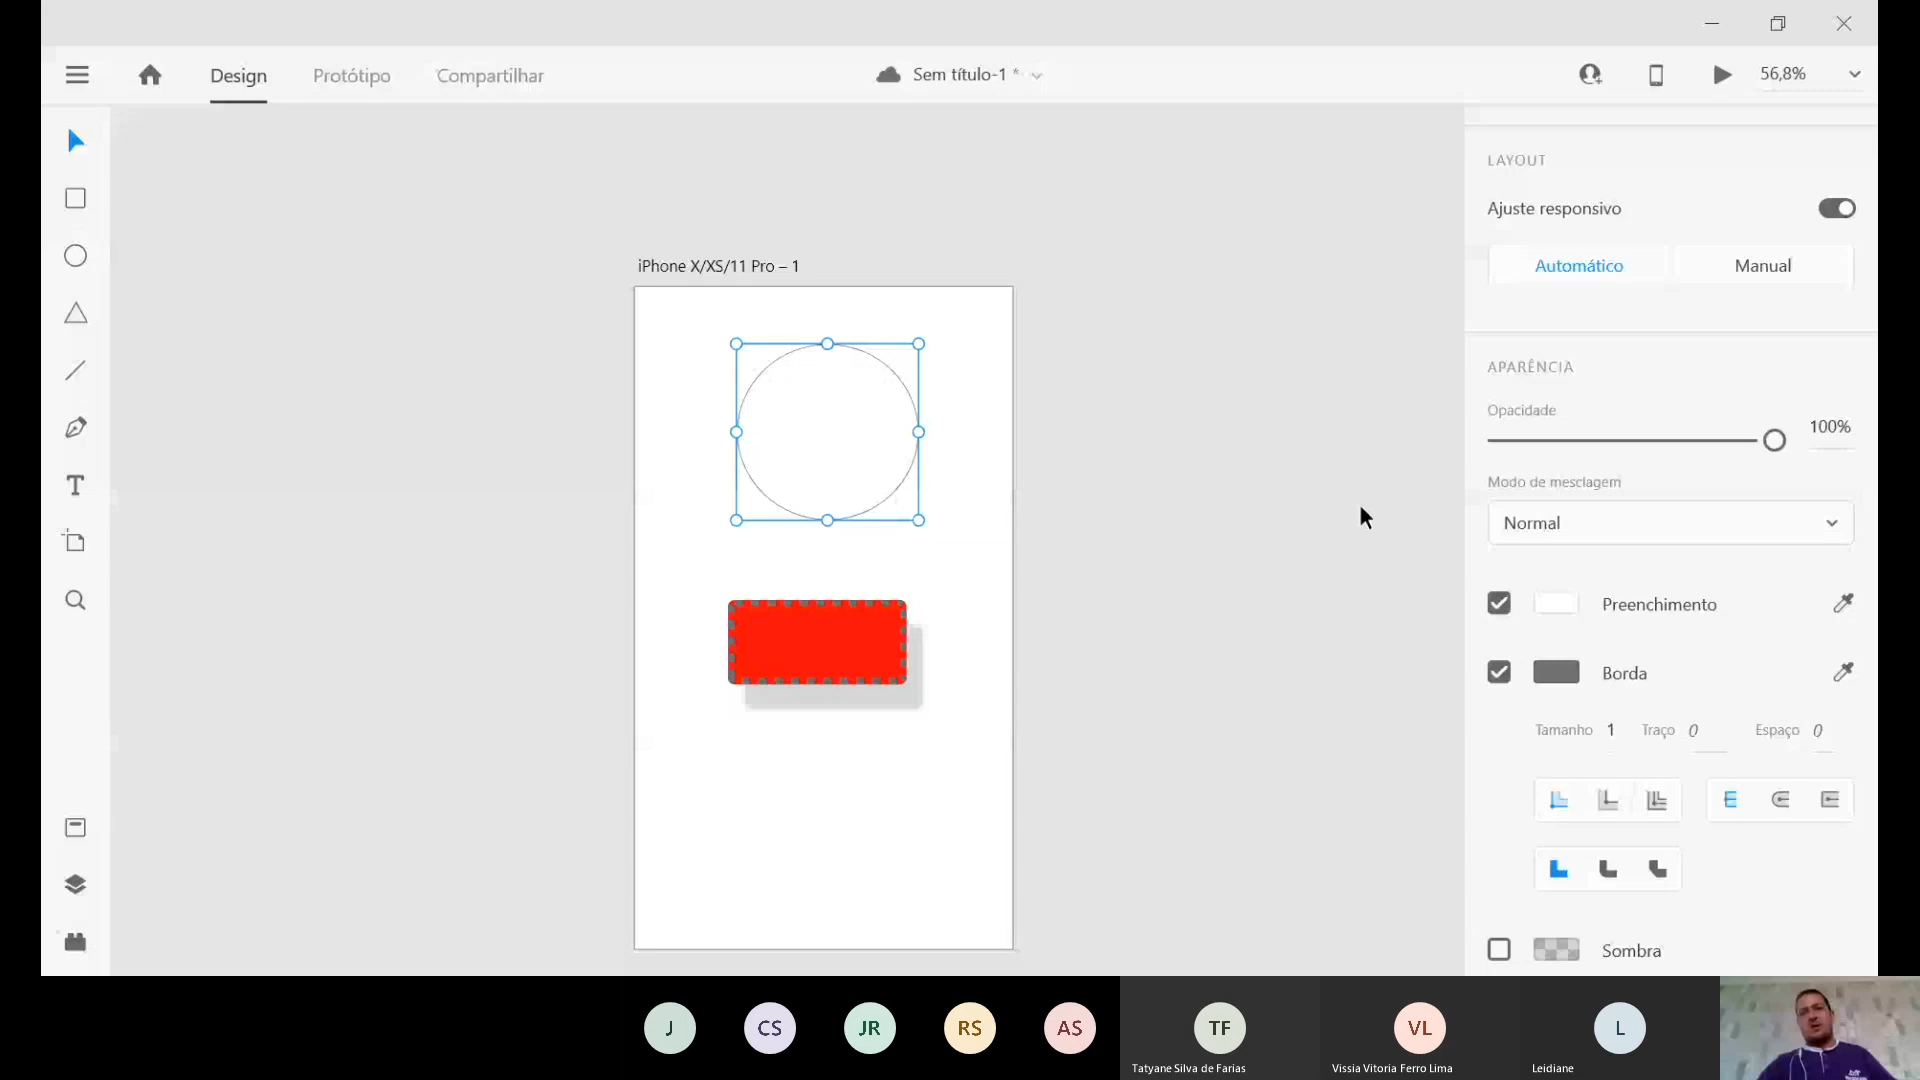 Design
Protótipo
Compartilhar
Sem título-1 *
56,8%
LAYOUT
Ajuste responsivo
Automático
Manual
iPhone X/XS/11 Pro – 1
APARÊNCIA
Opacidade
100%
Modo de mesclagem
Normal
Preenchimento
Borda
Tamanho 1 Traço 0 Espaço 0
Sombra
J
CS
JR
RS
AS
TF
VL
L
Tatyane Silva de Farias
Vissia Vitoria Ferro Lima
Leidiane